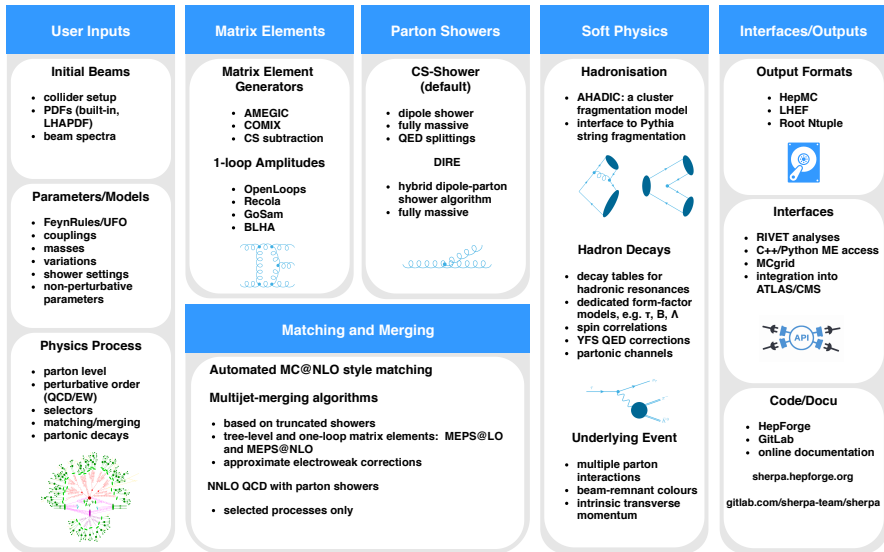 User Inputs
Initial Beams
• collider setup
• PDFs (built-in,
LHAPDF)
• beam spectra
Parameters/Models
• FeynRules/UFO
• couplings
• masses
• variations
• shower settings
• non-perturbative
parameters
Physics Process
• parton level
• perturbative order
(QCD/EW)
• selectors
• matching/merging
• partonic decays
Matrix Elements
Matrix Element
Generators
• AMEGIC
• COMIX
• CS subtraction
1-loop Amplitudes
• OpenLoops
• Recola
• GoSam
• BLHA
Parton Showers
CS-Shower
(default)
• dipole shower
• fully massive
• QED splittings
DIRE
• hybrid dipole-parton
shower algorithm
• fully massive
Matching and Merging
Automated MC@NLO style matching
Multijet-merging algorithms
• based on truncated showers
• tree-level and one-loop matrix elements: MEPS@LO
and MEPS@NLO
• approximate electroweak corrections
NNLO QCD with parton showers
• selected processes only
Soft Physics
Hadronisation
• AHADIC: a cluster
fragmentation model
• interface to Pythia
string fragmentation
Hadron Decays
• decay tables for
hadronic resonances
• dedicated form-factor
models, e.g. τ, B, Λ
• spin correlations
• YFS QED corrections
• partonic channels
Underlying Event
• multiple parton
interactions
• beam-remnant colours
• intrinsic transverse
momentum
Interfaces/Outputs
Output Formats
• HepMC
• LHEF
• Root Ntuple
Interfaces
• RIVET analyses
• C++/Python ME access
• MCgrid
• integration into
ATLAS/CMS
API
Code/Docu
• HepForge
• GitLab
• online documentation
sherpa.hepforge.org
gitlab.com/sherpa-team/sherpa